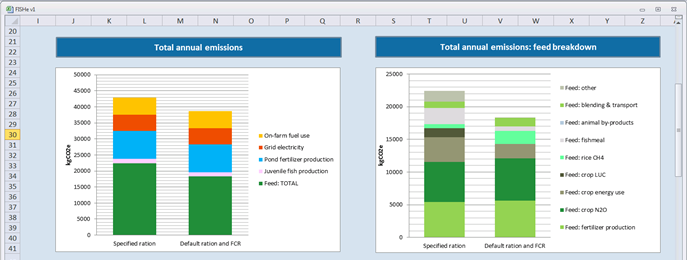 FISHe v1
I J K L M N O P Q R S T U V W X Y Z
20
21
22
23
24
25
26
27
28
29
30
31
32
33
34
35
36
37
38
39
40
41
Total annual emissions
50000
45000
40000
35000
30000
25000
20000
15000
10000
5000
0
kgCO2e
Specified ration
Default ration and FCR
On-farm fuel use
Grid electricity
Pond fertilizer production
Juvenile fish production
Feed: TOTAL
Total annual emissions: feed breakdown
25000
20000
15000
10000
5000
0
kgCO2e
Specified ration
Default ration and FCR
Feed: other
Feed: blending & transport
Feed: animal by-products
Feed: fishmeal
Feed: rice CH4
Feed: crop LUC
Feed: crop energy use
Feed: crop N2O
Feed: fertilizer production